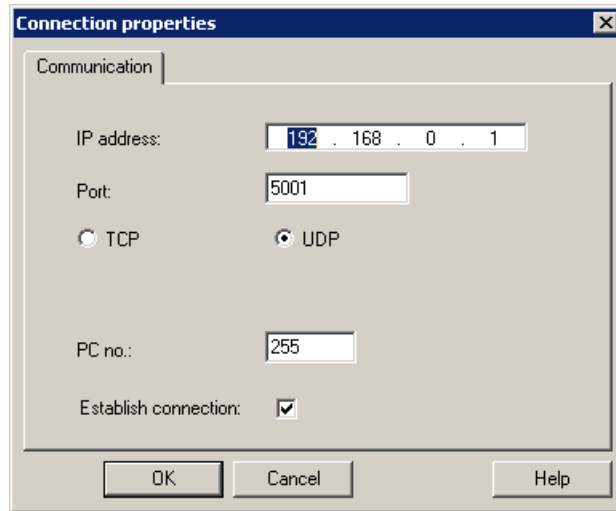 Connection properties
Communication
IP address: 192 . 168 . 0 . 1
Port: 5001
TCP UDP
PC no.: 255
Establish connection:
OK Cancel Help